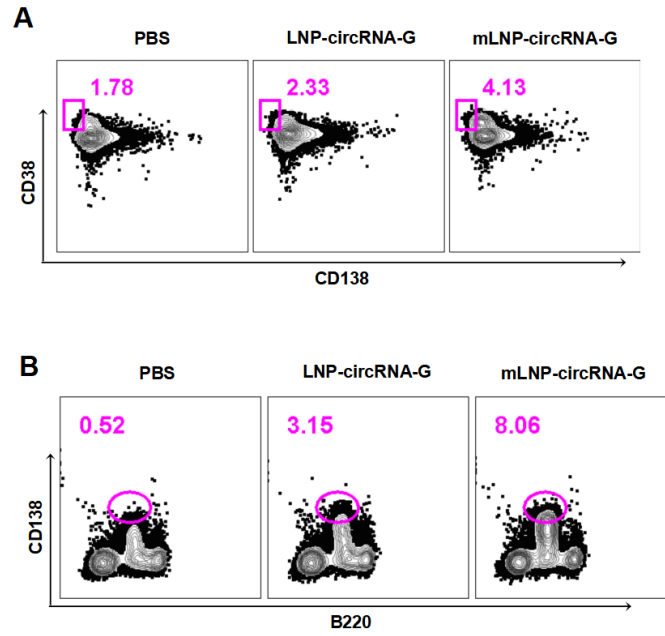 A
PBS LNP-circRNA-G mLNP-circRNA-G
1.78 2.33 4.13
CD38
CD138
B
PBS LNP-circRNA-G mLNP-circRNA-G
0.52 3.15 8.06
CD138
B220